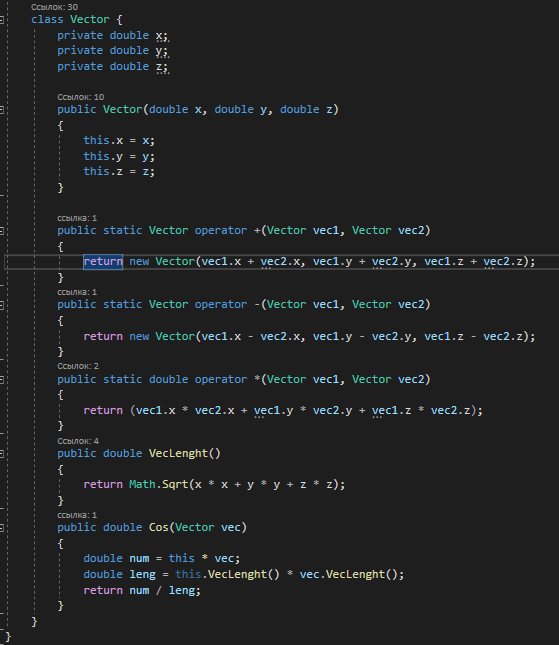 Ссылок: 30
class Vector {
private double x;
private double y;
private double z;
Ссылок: 10
public Vector(double x, double y, double z)
{
this.x = x;
this.y = y;
this.z = z;
}
ссылка: 1
public static Vector operator +(Vector vec1, Vector vec2)
{
return new Vector(vec1.x + vec2.x, vec1.y + vec2.y, vec1.z + vec2.z);
}
ссылка: 1
public static Vector operator -(Vector vec1, Vector vec2)
{
return new Vector(vec1.x - vec2.x, vec1.y - vec2.y, vec1.z - vec2.z);
}
Ссылок: 2
public static double operator *(Vector vec1, Vector vec2)
{
return (vec1.x * vec2.x + vec1.y * vec2.y + vec1.z * vec2.z);
}
Ссылок: 4
public double VecLenght()
{
return Math.Sqrt(x * x + y * y + z * z);
}
ссылка: 1
public double Cos(Vector vec)
{
double num = this * vec;
double leng = this.VecLenght() * vec.VecLenght();
return num / leng;
}
}
}